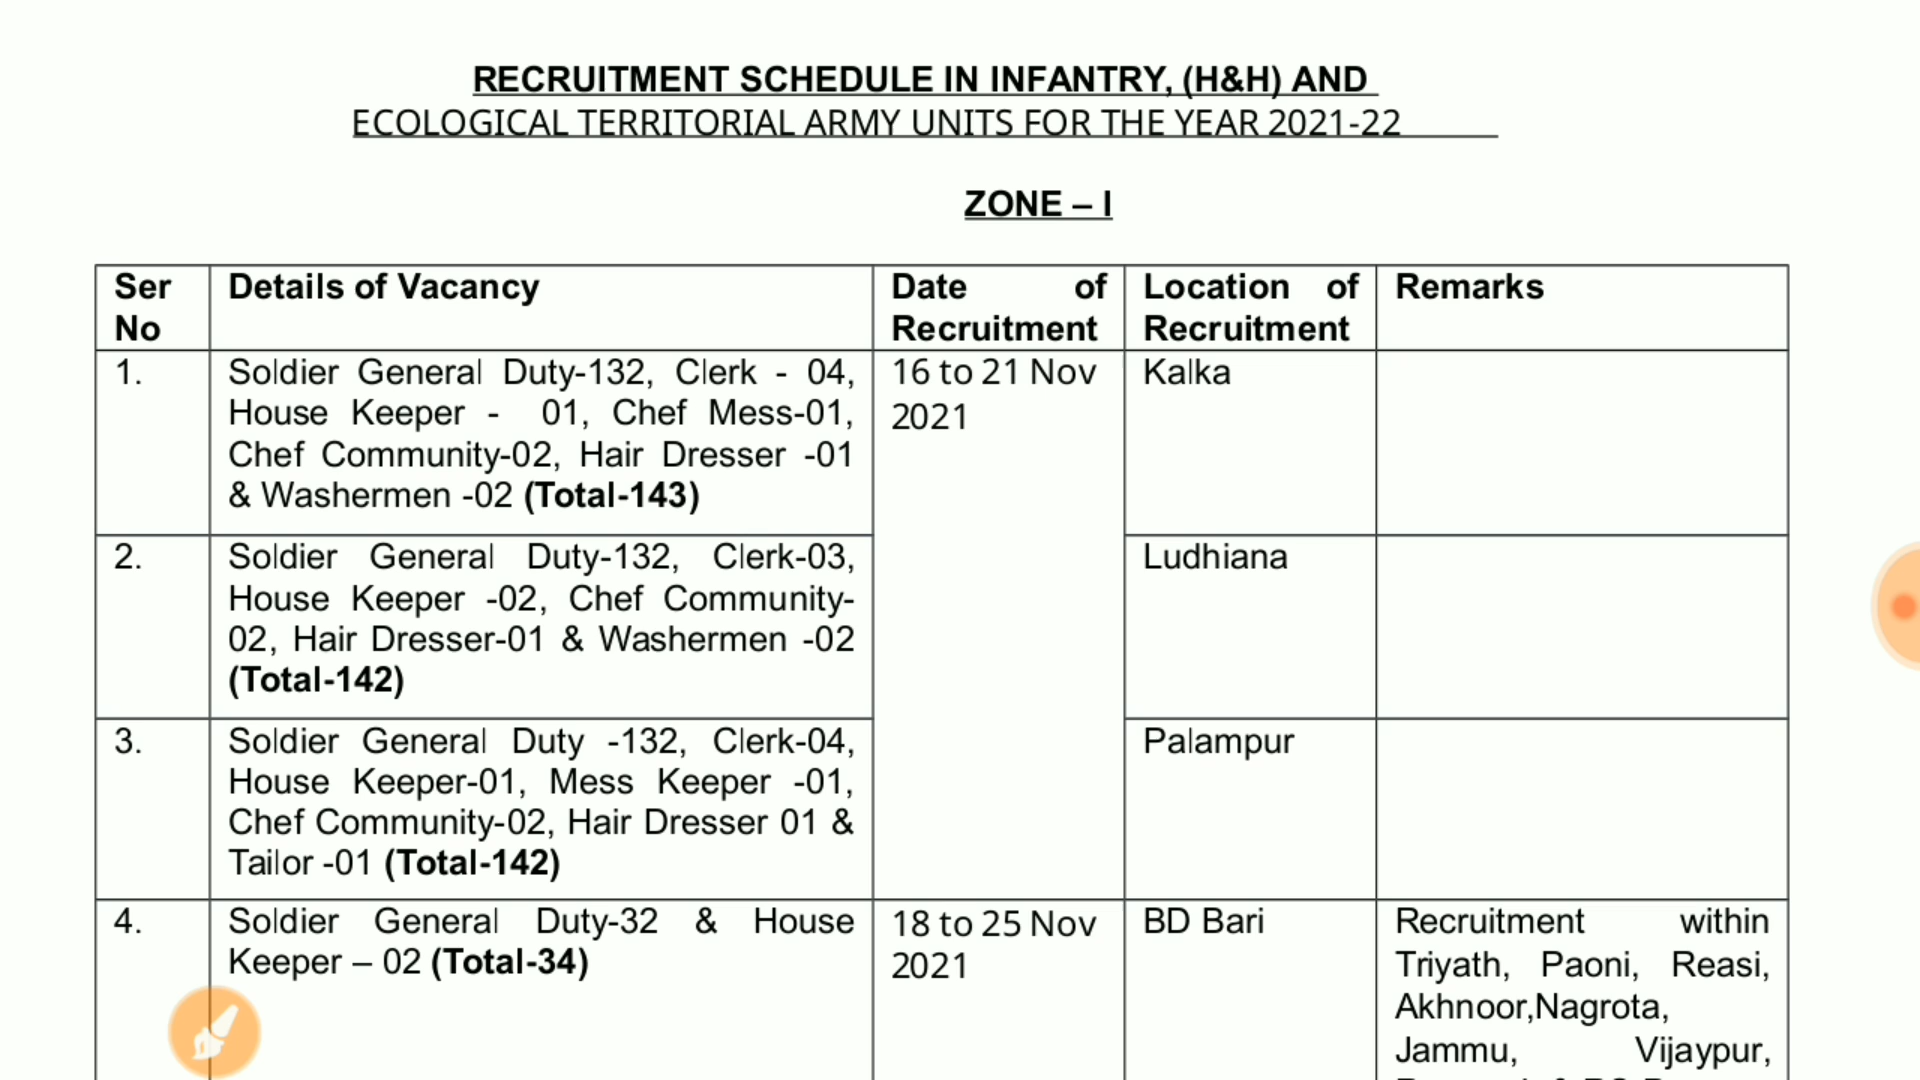 RECRUITMENT SCHEDULE IN INFANTRY, (H&H) AND
ECOLOGICAL TERRITORIAL ARMY UNITS FOR THE YEAR 2021-22
ZONE – I
Ser No
Details of Vacancy
Date of Recruitment
Location of Recruitment
Remarks
1.
Soldier General Duty-132, Clerk - 04,
House Keeper - 01, Chef Mess-01,
Chef Community-02, Hair Dresser -01
& Washermen -02 (Total-143)
16 to 21 Nov
2021
Kalka
2.
Soldier General Duty-132, Clerk-03,
House Keeper -02, Chef Community-
02, Hair Dresser-01 & Washermen -02
(Total-142)
Ludhiana
3.
Soldier General Duty -132, Clerk-04,
House Keeper-01, Mess Keeper -01,
Chef Community-02, Hair Dresser 01 &
Tailor -01 (Total-142)
Palampur
4.
Soldier General Duty-32 & House
Keeper – 02 (Total-34)
18 to 25 Nov
2021
BD Bari
Recruitment within
Triyath, Paoni, Reasi,
Akhnoor,Nagrota,
Jammu, Vijaypur,